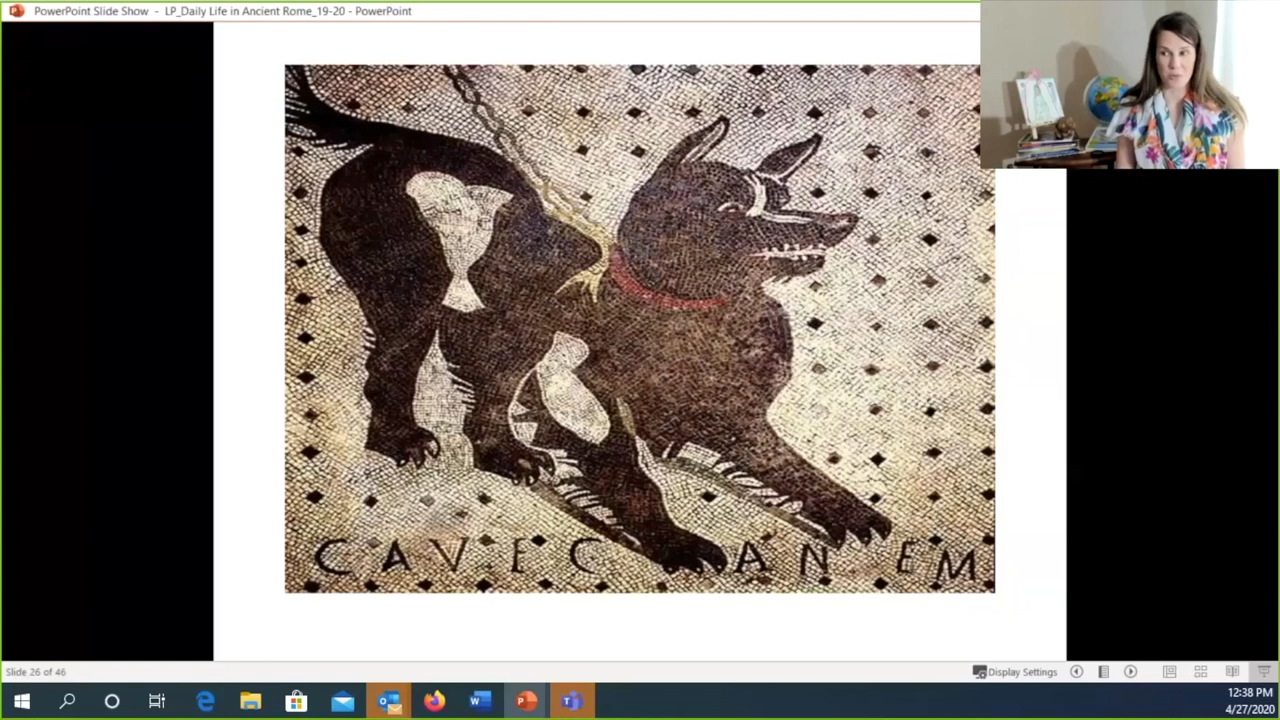 PowerPoint Slide Show - LP_Daily Life in Ancient Rome_19-20 - PowerPoint
CAVE CANEM
Slide 26 of 46
Display Settings
12:38 PM
4/27/2020